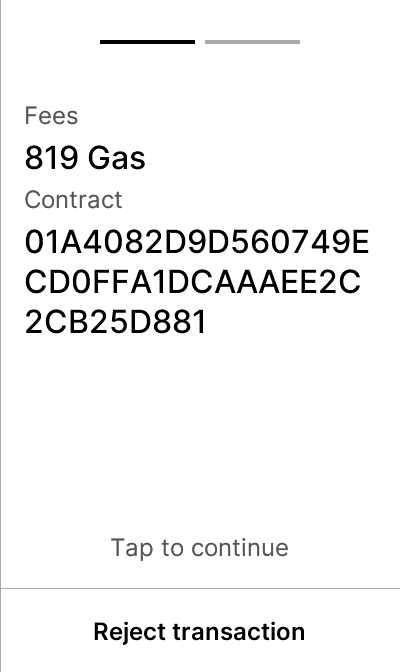 Fees
819 Gas
Contract
01A4082D9D560749E
CD0FFA1DCAAAEE2C
2CB25D881
Tap to continue
Reject transaction